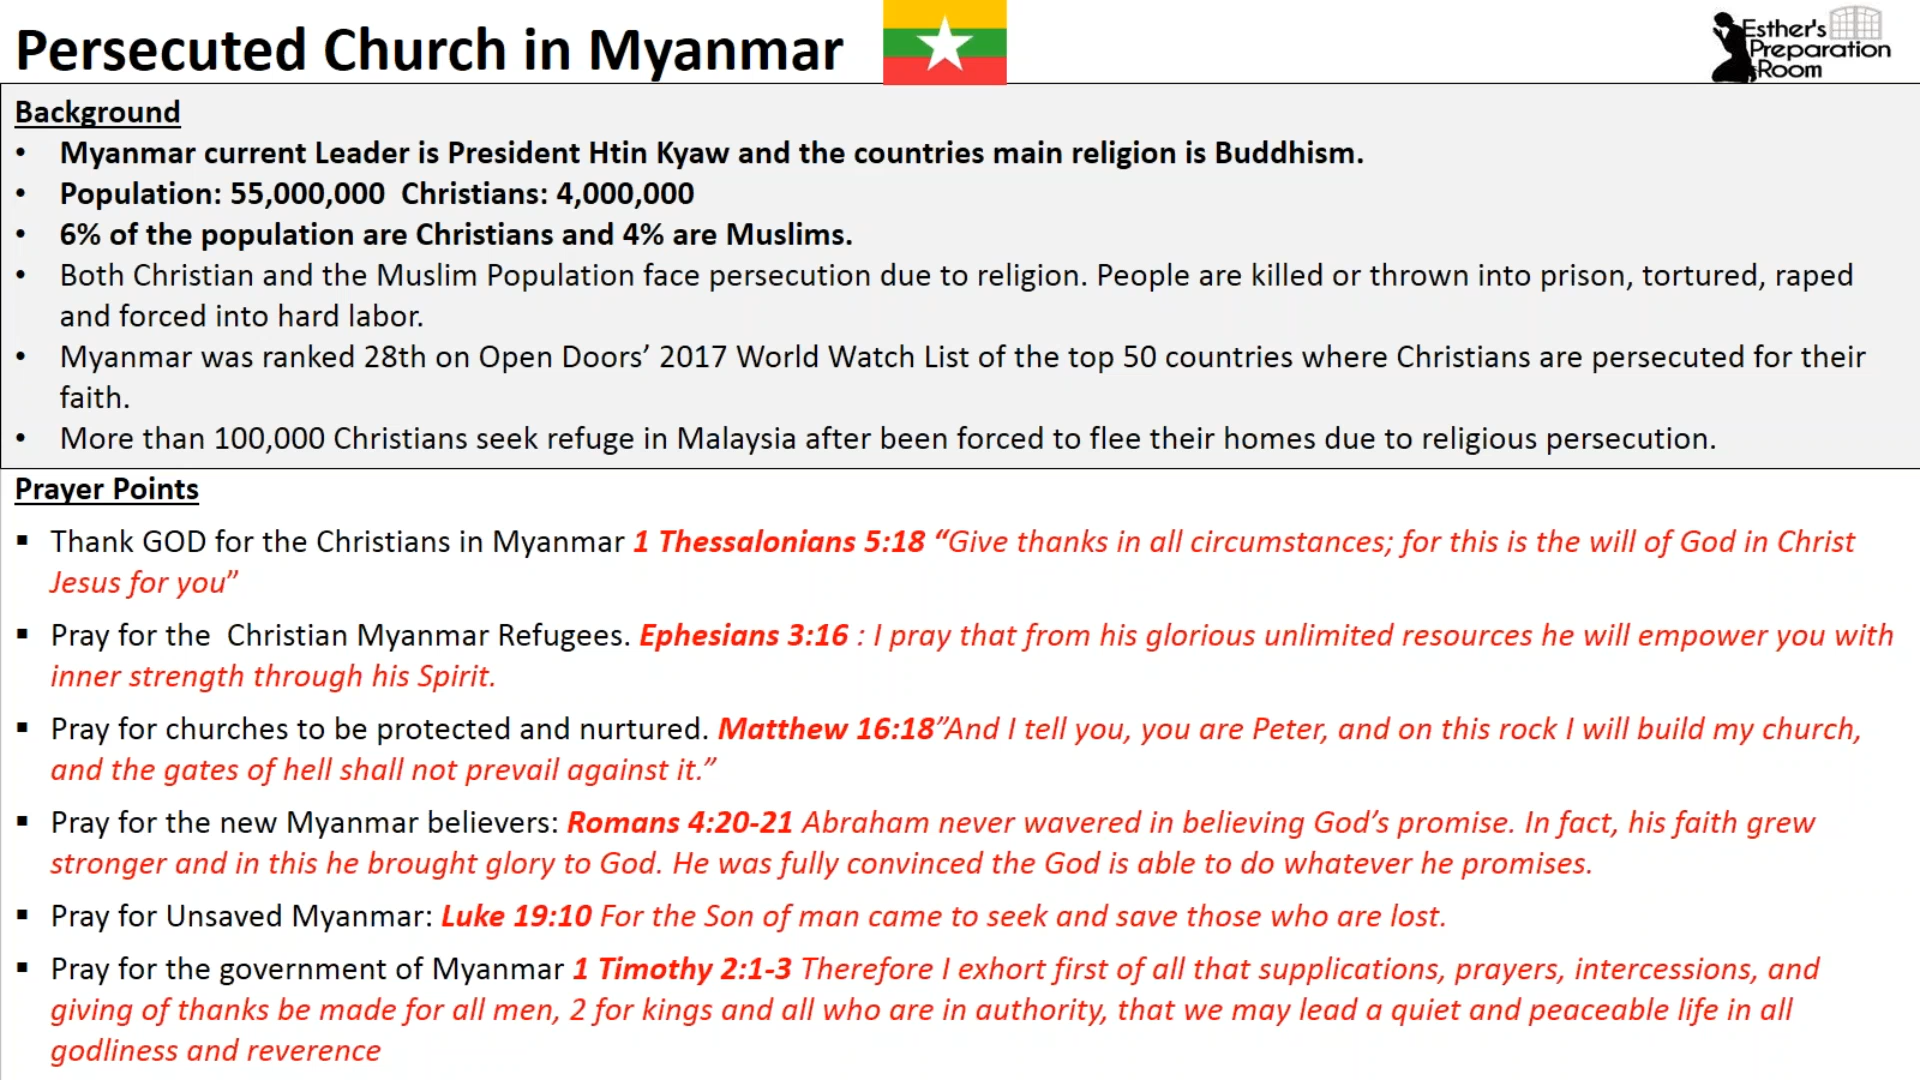 Persecuted Church in Myanmar
Esther's
Preparation
Room
Background
• Myanmar current Leader is President Htin Kyaw and the countries main religion is Buddhism.
• Population: 55,000,000  Christians: 4,000,000
• 6% of the population are Christians and 4% are Muslims.
• Both Christian and the Muslim Population face persecution due to religion. People are killed or thrown into prison, tortured, raped
and forced into hard labor.
• Myanmar was ranked 28th on Open Doors’ 2017 World Watch List of the top 50 countries where Christians are persecuted for their
faith.
• More than 100,000 Christians seek refuge in Malaysia after been forced to flee their homes due to religious persecution.
Prayer Points
▪ Thank GOD for the Christians in Myanmar 1 Thessalonians 5:18 “Give thanks in all circumstances; for this is the will of God in Christ
Jesus for you”
▪ Pray for the  Christian Myanmar Refugees. Ephesians 3:16 : I pray that from his glorious unlimited resources he will empower you with
inner strength through his Spirit.
▪ Pray for churches to be protected and nurtured. Matthew 16:18”And I tell you, you are Peter, and on this rock I will build my church,
and the gates of hell shall not prevail against it.”
▪ Pray for the new Myanmar believers: Romans 4:20-21 Abraham never wavered in believing God’s promise. In fact, his faith grew
stronger and in this he brought glory to God. He was fully convinced the God is able to do whatever he promises.
▪ Pray for Unsaved Myanmar: Luke 19:10 For the Son of man came to seek and save those who are lost.
▪ Pray for the government of Myanmar 1 Timothy 2:1-3 Therefore I exhort first of all that supplications, prayers, intercessions, and
giving of thanks be made for all men, 2 for kings and all who are in authority, that we may lead a quiet and peaceable life in all
godliness and reverence